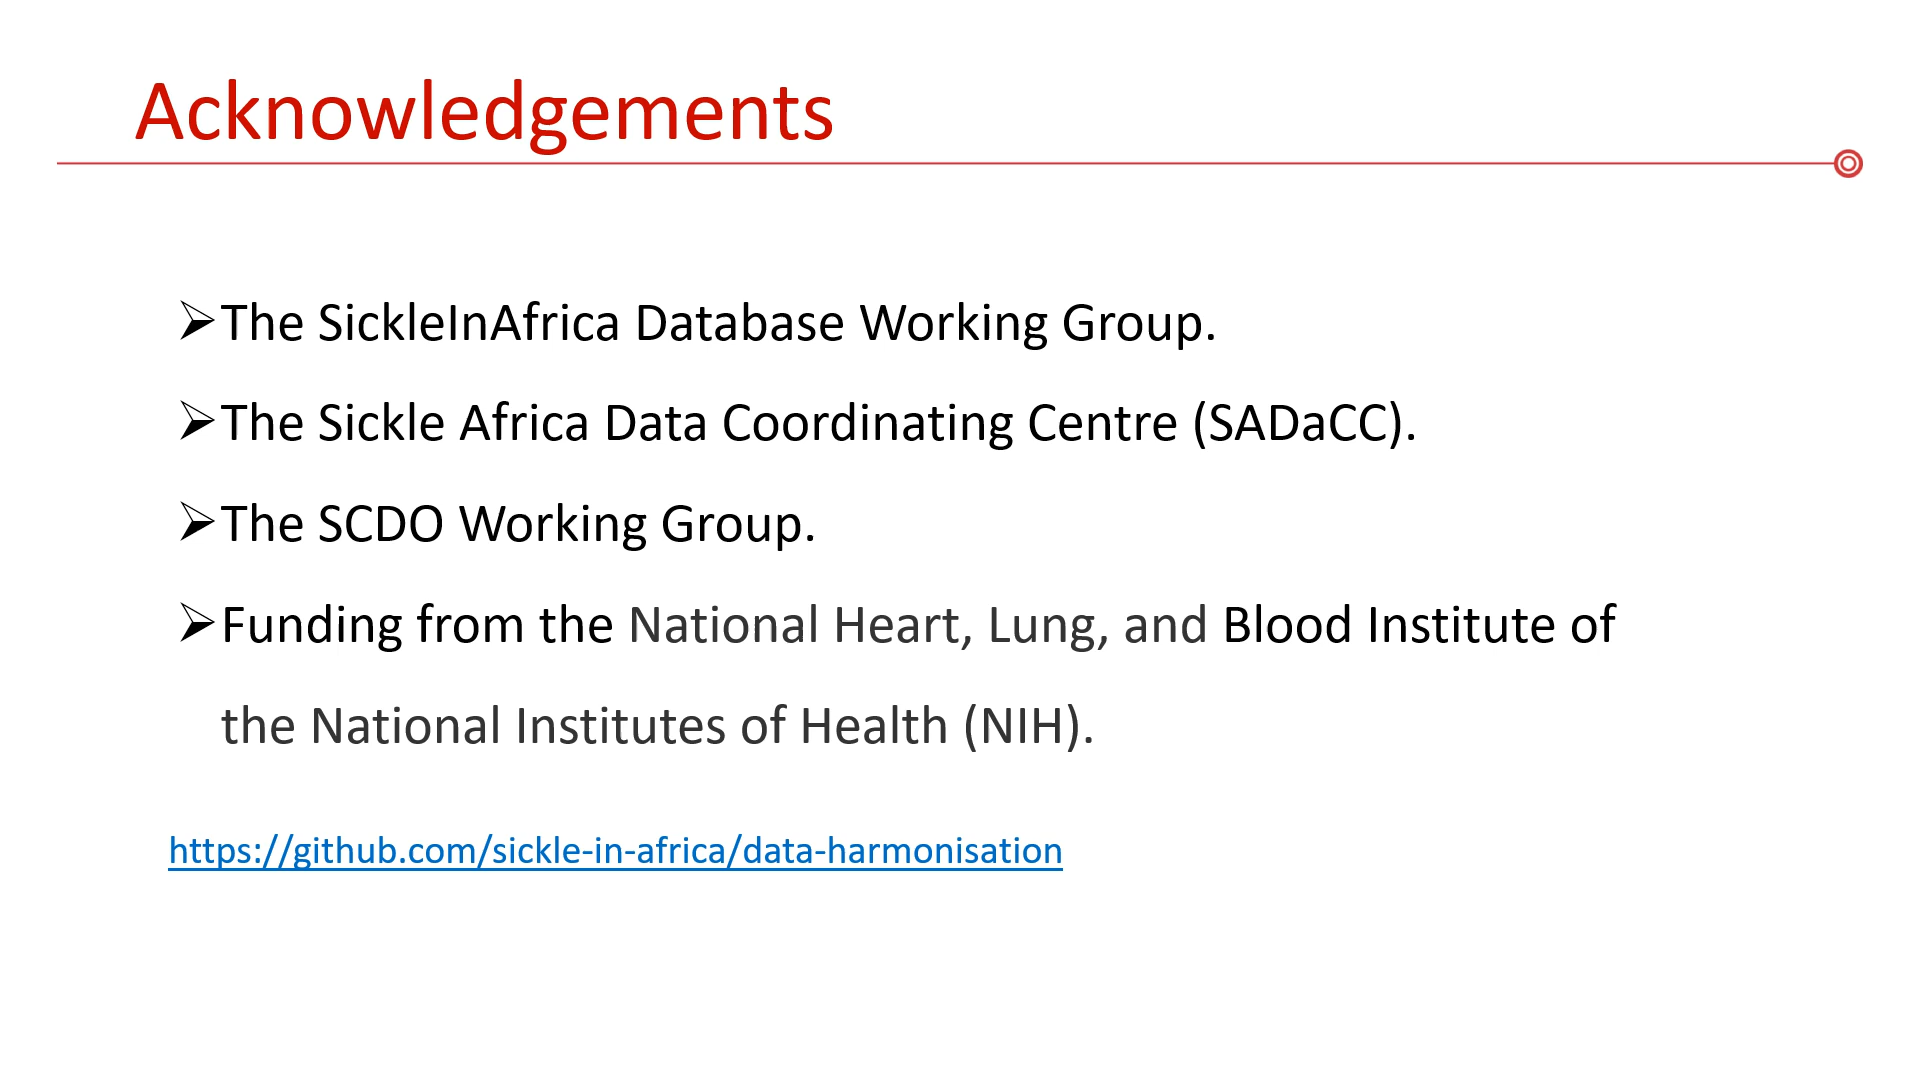 Acknowledgements
➢The SickleInAfrica Database Working Group.
➢The Sickle Africa Data Coordinating Centre (SADaCC).
➢The SCDO Working Group.
➢Funding from the National Heart, Lung, and Blood Institute of
the National Institutes of Health (NIH).
https://github.com/sickle-in-africa/data-harmonisation